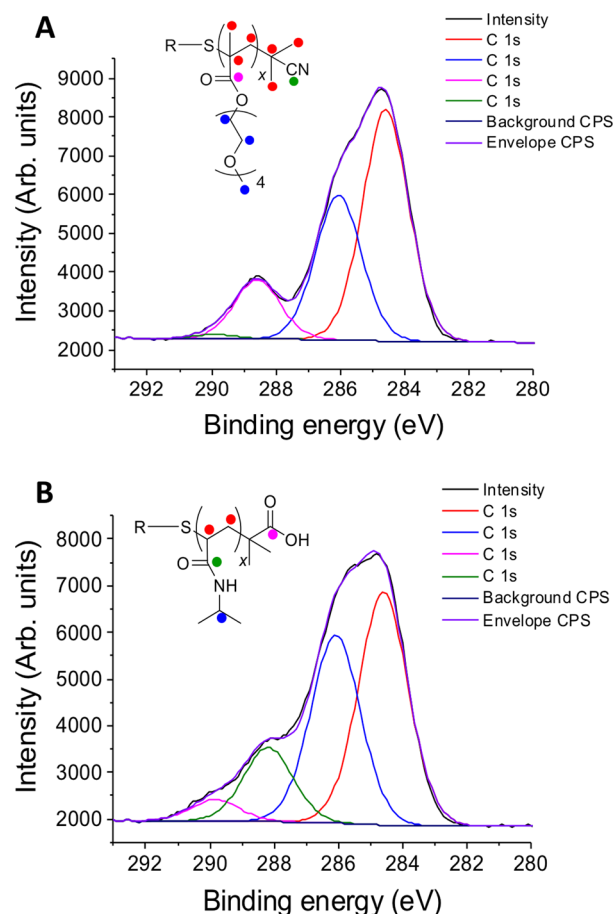 A
Intensity
C 1s
C 1s
C 1s
C 1s
Background CPS
Envelope CPS
R S x CN
O
O
O 4
9000
8000
7000
6000
5000
4000
3000
2000
Intensity (Arb. units)
292 290 288 286 284 282 280
Binding energy (eV)
B
Intensity
C 1s
C 1s
C 1s
C 1s
Background CPS
Envelope CPS
O
R S x OH
O
NH
8000
7000
6000
5000
4000
3000
2000
Intensity (Arb. units)
292 290 288 286 284 282 280
Binding energy (eV)